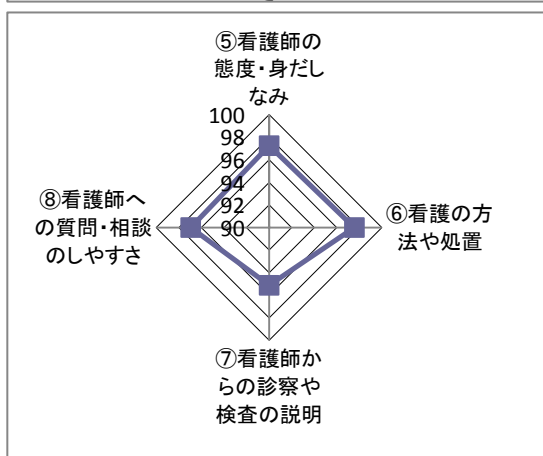 ⑤看護師の
態度・身だし
なみ
100
98
96
94
92
90
⑧看護師へ
の質問・相談
のしやすさ
⑥看護の方
法や処置
⑦看護師か
らの診察や
検査の説明